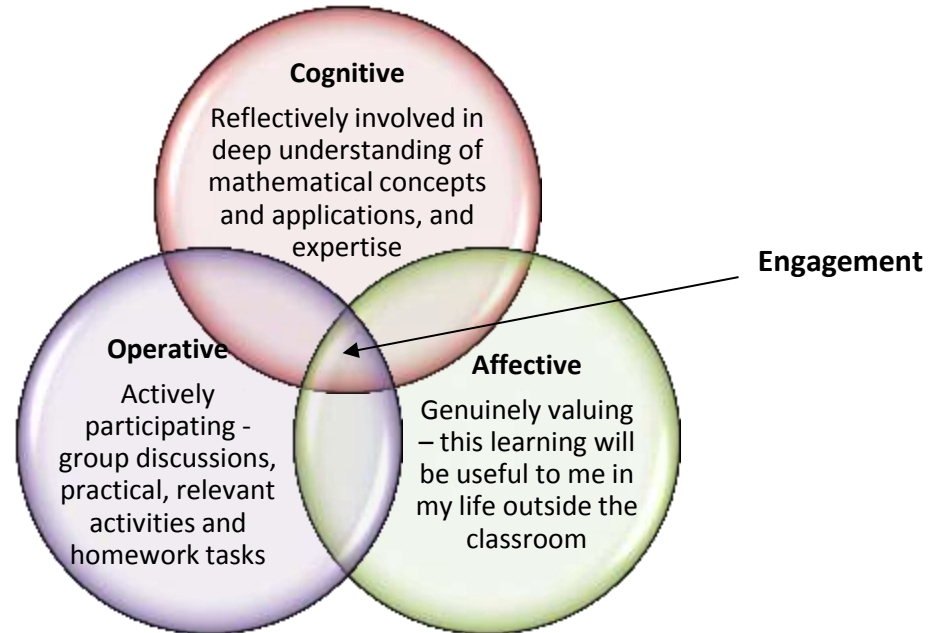 Cognitive
Reflectively involved in
deep understanding of
mathematical concepts
and applications, and
expertise
Engagement
Operative
Actively
participating -
group discussions,
practical, relevant
activities and
homework tasks
Affective
Genuinely valuing
– this learning will
be useful to me in
my life outside the
classroom